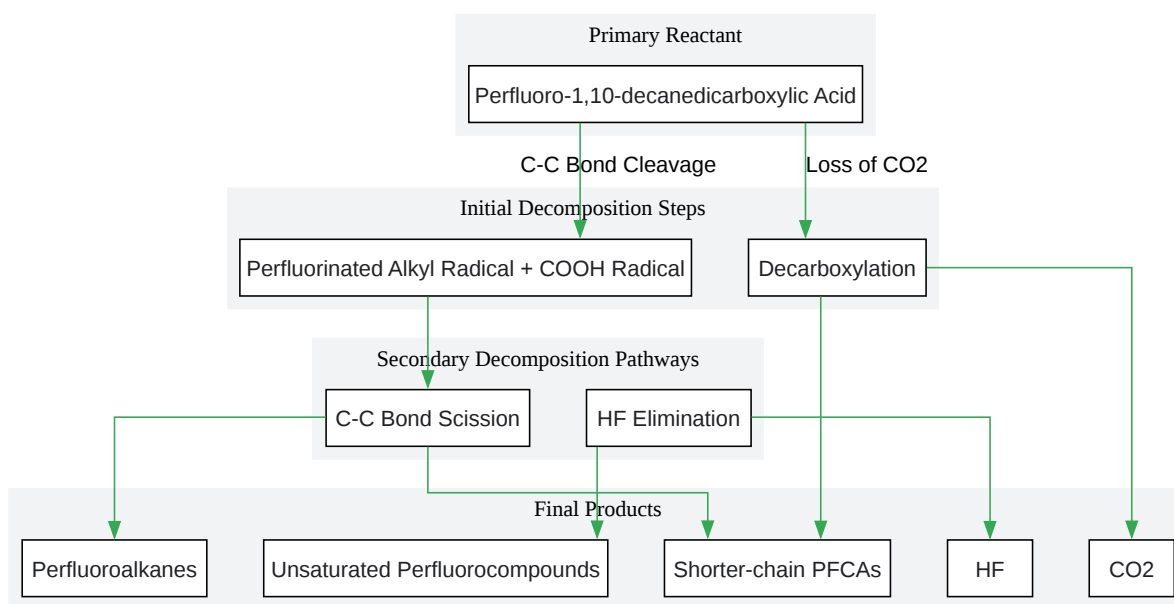 Primary Reactant
Perfluoro-1,10-decanedicarboxylic Acid
C-C Bond Cleavage
Loss of CO2
Initial Decomposition Steps
Perfluorinated Alkyl Radical + COOH Radical
Decarboxylation
Secondary Decomposition Pathways
C-C Bond Scission
HF Elimination
Final Products
Perfluoroalkanes
Unsaturated Perfluorocompounds
Shorter-chain PFCAs
HF
CO2